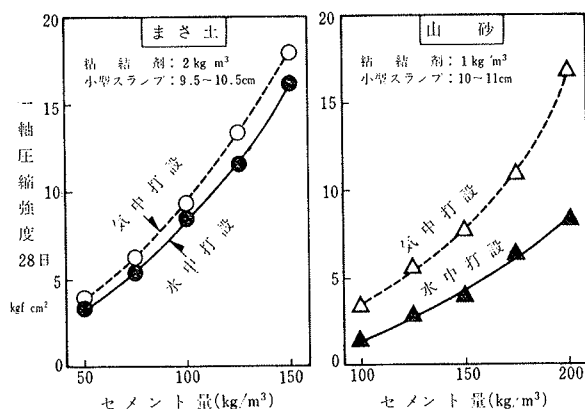 まさ土
粘結剤：2kg m³
小型スランプ：9.5～10.5cm
20
15
10
5
0
一軸圧縮強度
28日
kgf cm²
気中打設
水中打設
50
100
150
セメント量(kg/m³)
山砂
粘結剤：1kg/m³
小型スランプ：10～11cm
20
15
10
5
0
気中打設
水中打設
100
125
150
175
200
セメント量(kg/m³)